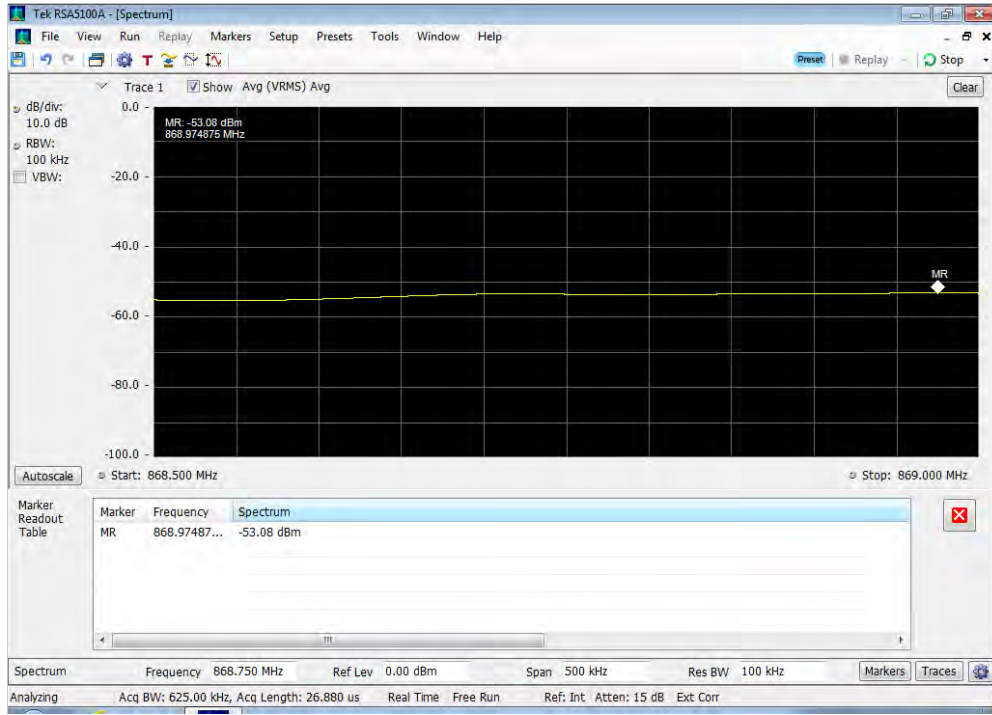 Tek RSA5100A - [Spectrum]
File View Run Replay Markers Setup Presets Tools Window Help
T Preset Replay Stop
Trace 1 Show Avg (VRMS) Avg Clear
dB/div:
10.0 dB
RBW:
100 kHz
VBW:
0.0
-20.0
-40.0
-60.0
-80.0
-100.0
MR: -53.08 dBm
868.974875 MHz
MR
Autoscale Start: 868.500 MHz Stop: 869.000 MHz
Marker
Readout
Table
Marker Frequency Spectrum
MR 868.97487... -53.08 dBm
Spectrum Frequency 868.750 MHz Ref Lev 0.00 dBm Span 500 kHz Res BW 100 kHz Markers Traces
Analyzing Acq BW: 625.00 kHz, Acq Length: 26.880 us Real Time Free Run Ref: Int Atten: 15 dB Ext Corr